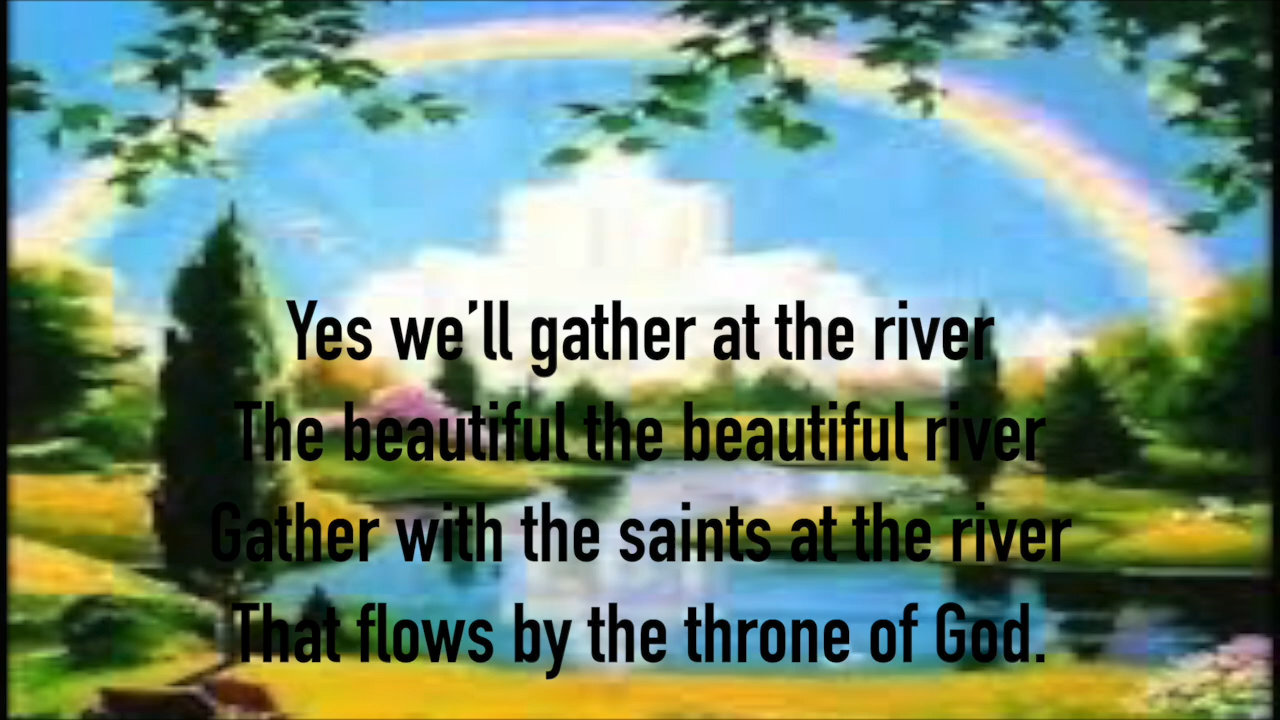 Yes we’ll gather at the river
The beautiful the beautiful river
Gather with the saints at the river
That flows by the throne of God.